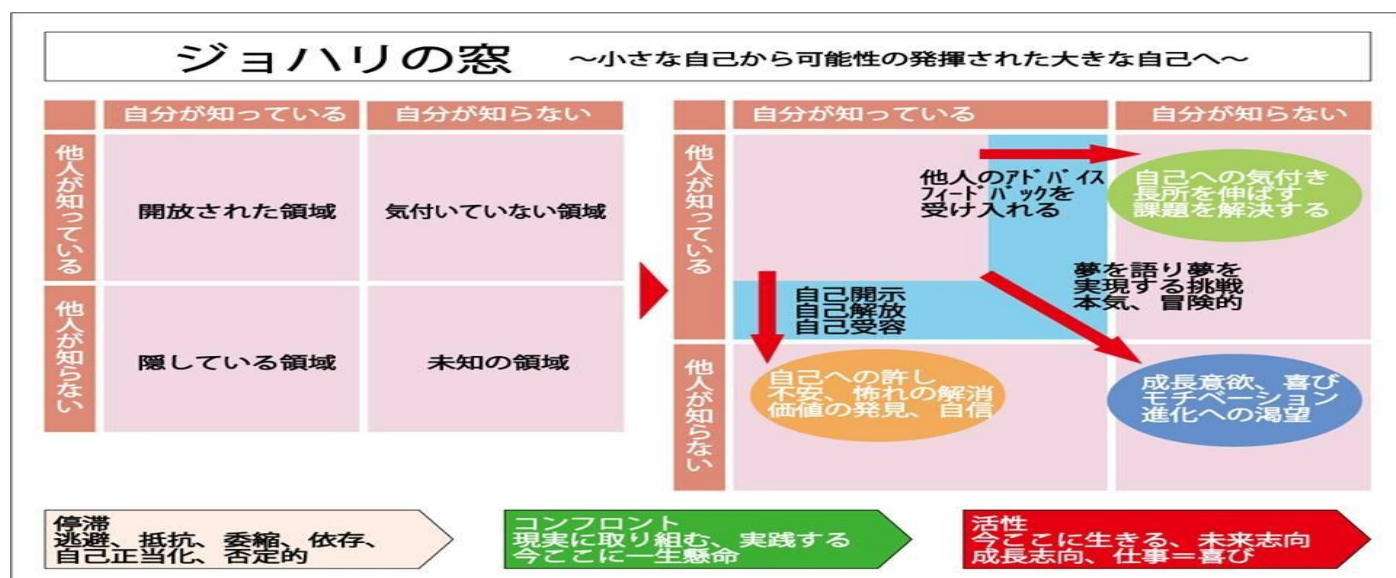 ジョハリの窓 ～小さな自己から可能性の発揮された大きな自己へ～
自分が知っている
自分が知らない
他人が知っている
開放された領域
気付いていない領域
他人が知らない
隠している領域
未知の領域
自分が知っている
自分が知らない
他人が知っている
他人のｱﾄﾞﾊﾞｲｽ
ﾌｨｰﾄﾞﾊﾞｯｸを
受け入れる
自己への気付き
長所を伸ばす
課題を解決する
自己開示
自己解放
自己受容
夢を語り夢を
実現する挑戦
本気、冒険的
他人が知らない
自己への許し
不安、怖れの解消
価値の発見、自信
成長意欲、喜び
モチベーション
進化への渇望
停滞
逃避、抵抗、委縮、依存、
自己正当化、否定的
コンフロント
現実に取り組む、実践する
今ここに一生懸命
活性
今ここに生きる、未来志向
成長志向、仕事＝喜び